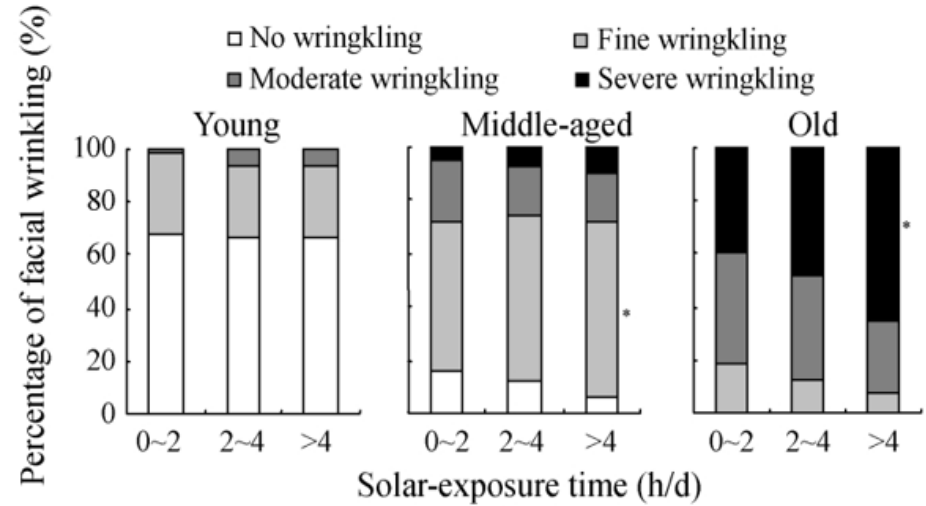 No wringkling
Fine wringkling
Moderate wringkling
Severe wringkling
Percentage of facial wrinkling (%)
Young
Middle-aged
Old
100
80
60
40
20
0
0~2
2~4
>4
*
0~2
2~4
>4
*
0~2
2~4
>4
Solar-exposure time (h/d)